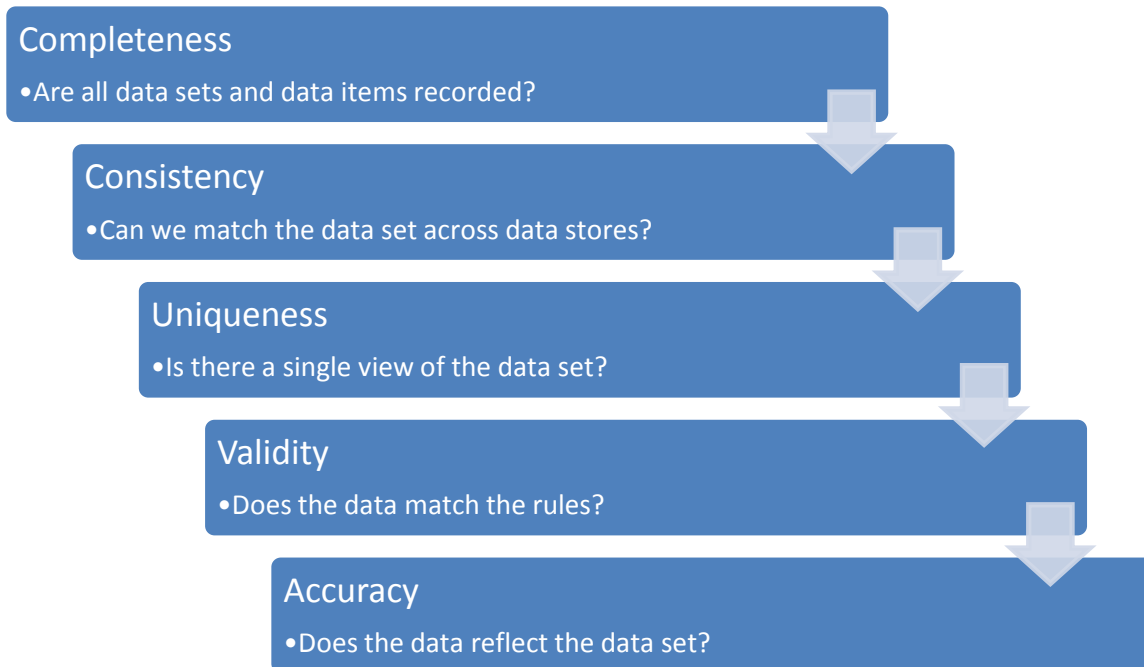 Completeness
•Are all data sets and data items recorded?
Consistency
•Can we match the data set across data stores?
Uniqueness
•Is there a single view of the data set?
Validity
•Does the data match the rules?
Accuracy
•Does the data reflect the data set?